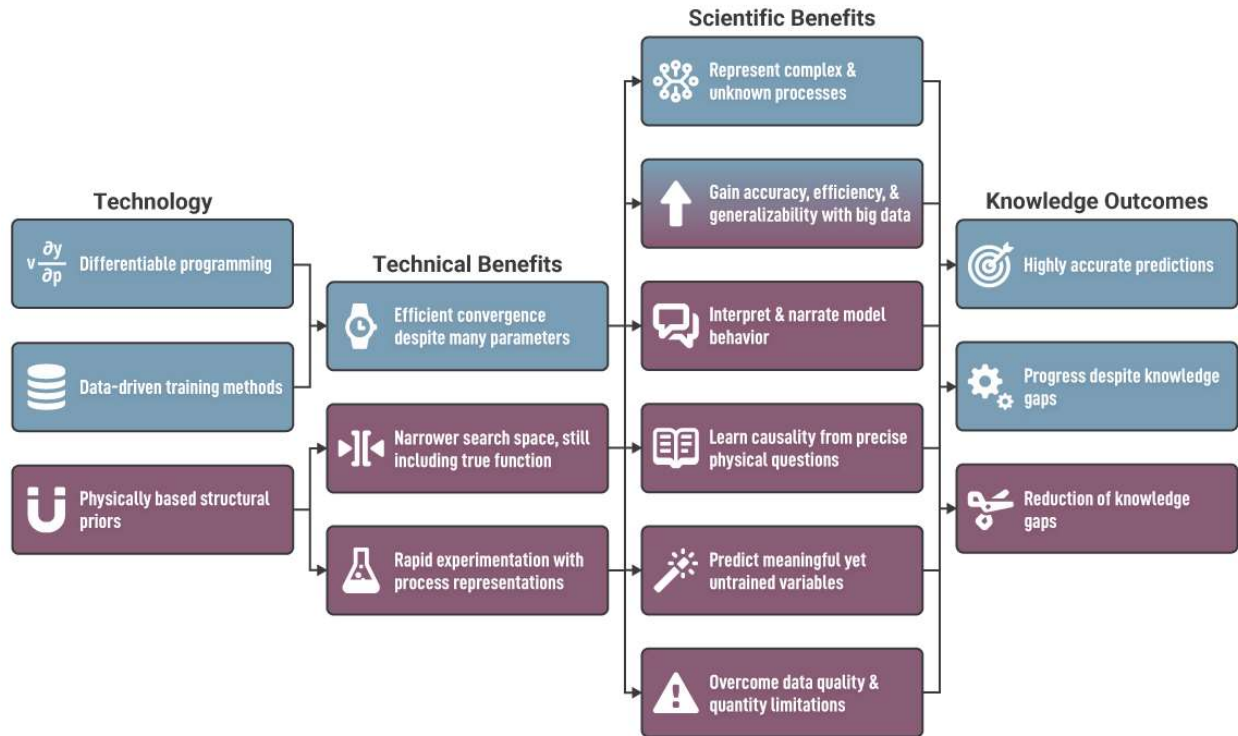 Technology
v ∂y
∂p
Differentiable programming
Data-driven training methods
Physically based structural
priors
Technical Benefits
Efficient convergence
despite many parameters
Narrower search space, still
including true function
Rapid experimentation with
process representations
Scientific Benefits
Represent complex &
unknown processes
Gain accuracy, efficiency, &
generalizability with big data
Interpret & narrate model
behavior
Learn causality from precise
physical questions
Predict meaningful yet
untrained variables
Overcome data quality &
quantity limitations
Knowledge Outcomes
Highly accurate predictions
Progress despite knowledge
gaps
Reduction of knowledge
gaps